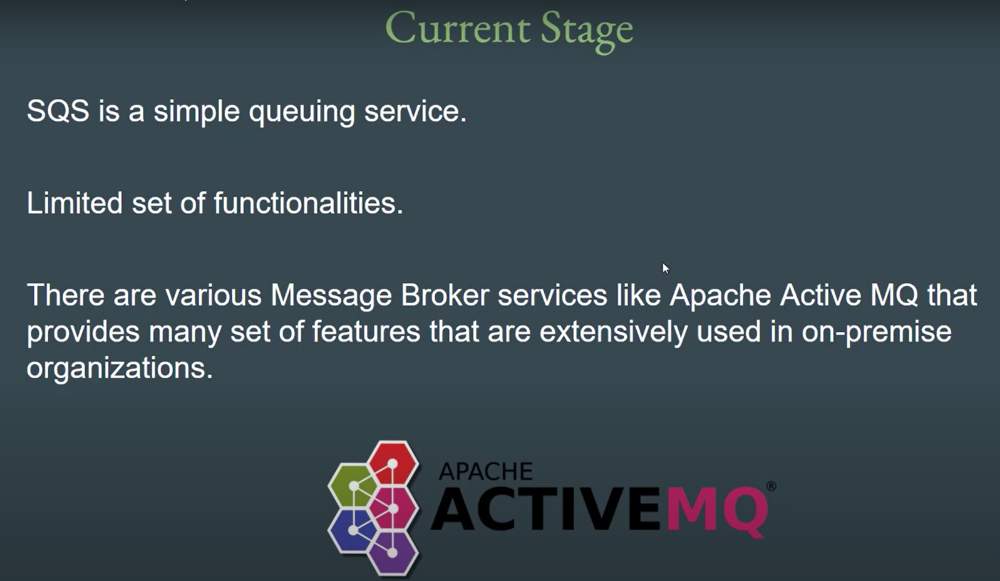 Current Stage
SQS is a simple queuing service.
Limited set of functionalities.
There are various Message Broker services like Apache Active MQ that
provides many set of features that are extensively used in on-premise
organizations.
APACHE
ACTIVEMQ®